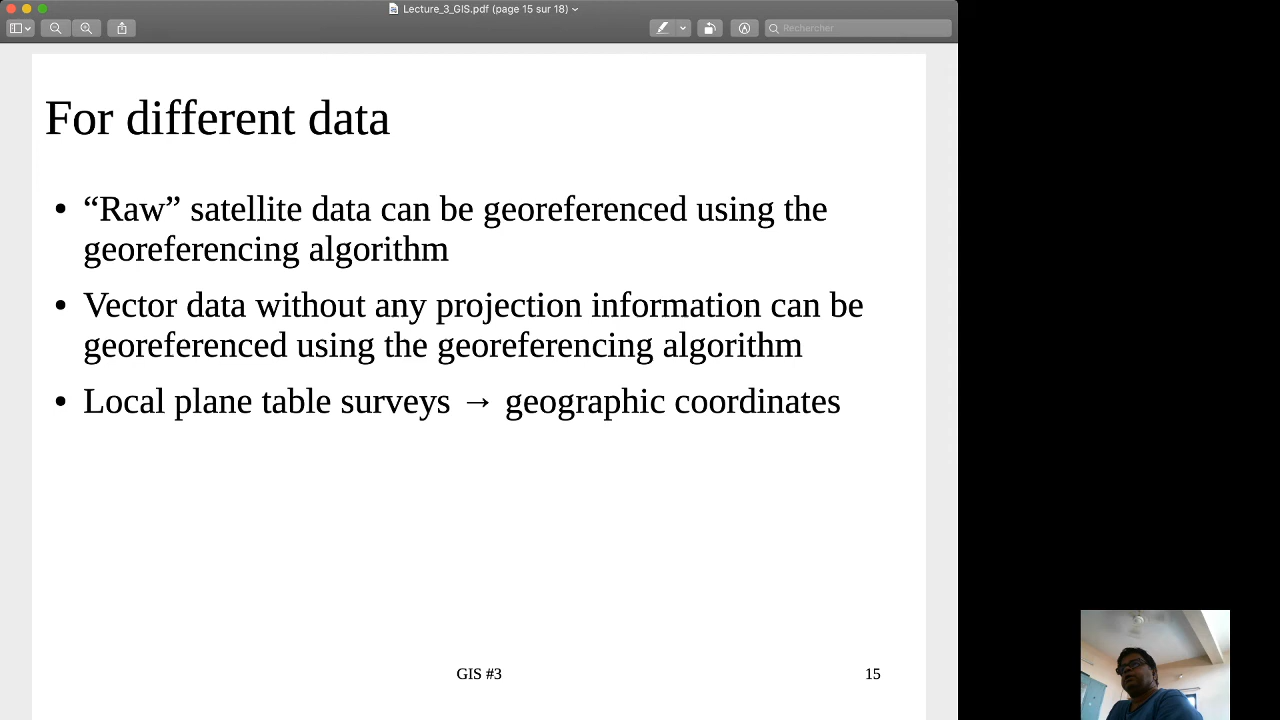 Lecture_3_GIS.pdf (page 15 sur 18)
Rechercher
For different data
• “Raw” satellite data can be georeferenced using the
georeferencing algorithm
• Vector data without any projection information can be
georeferenced using the georeferencing algorithm
• Local plane table surveys → geographic coordinates
GIS #3
15